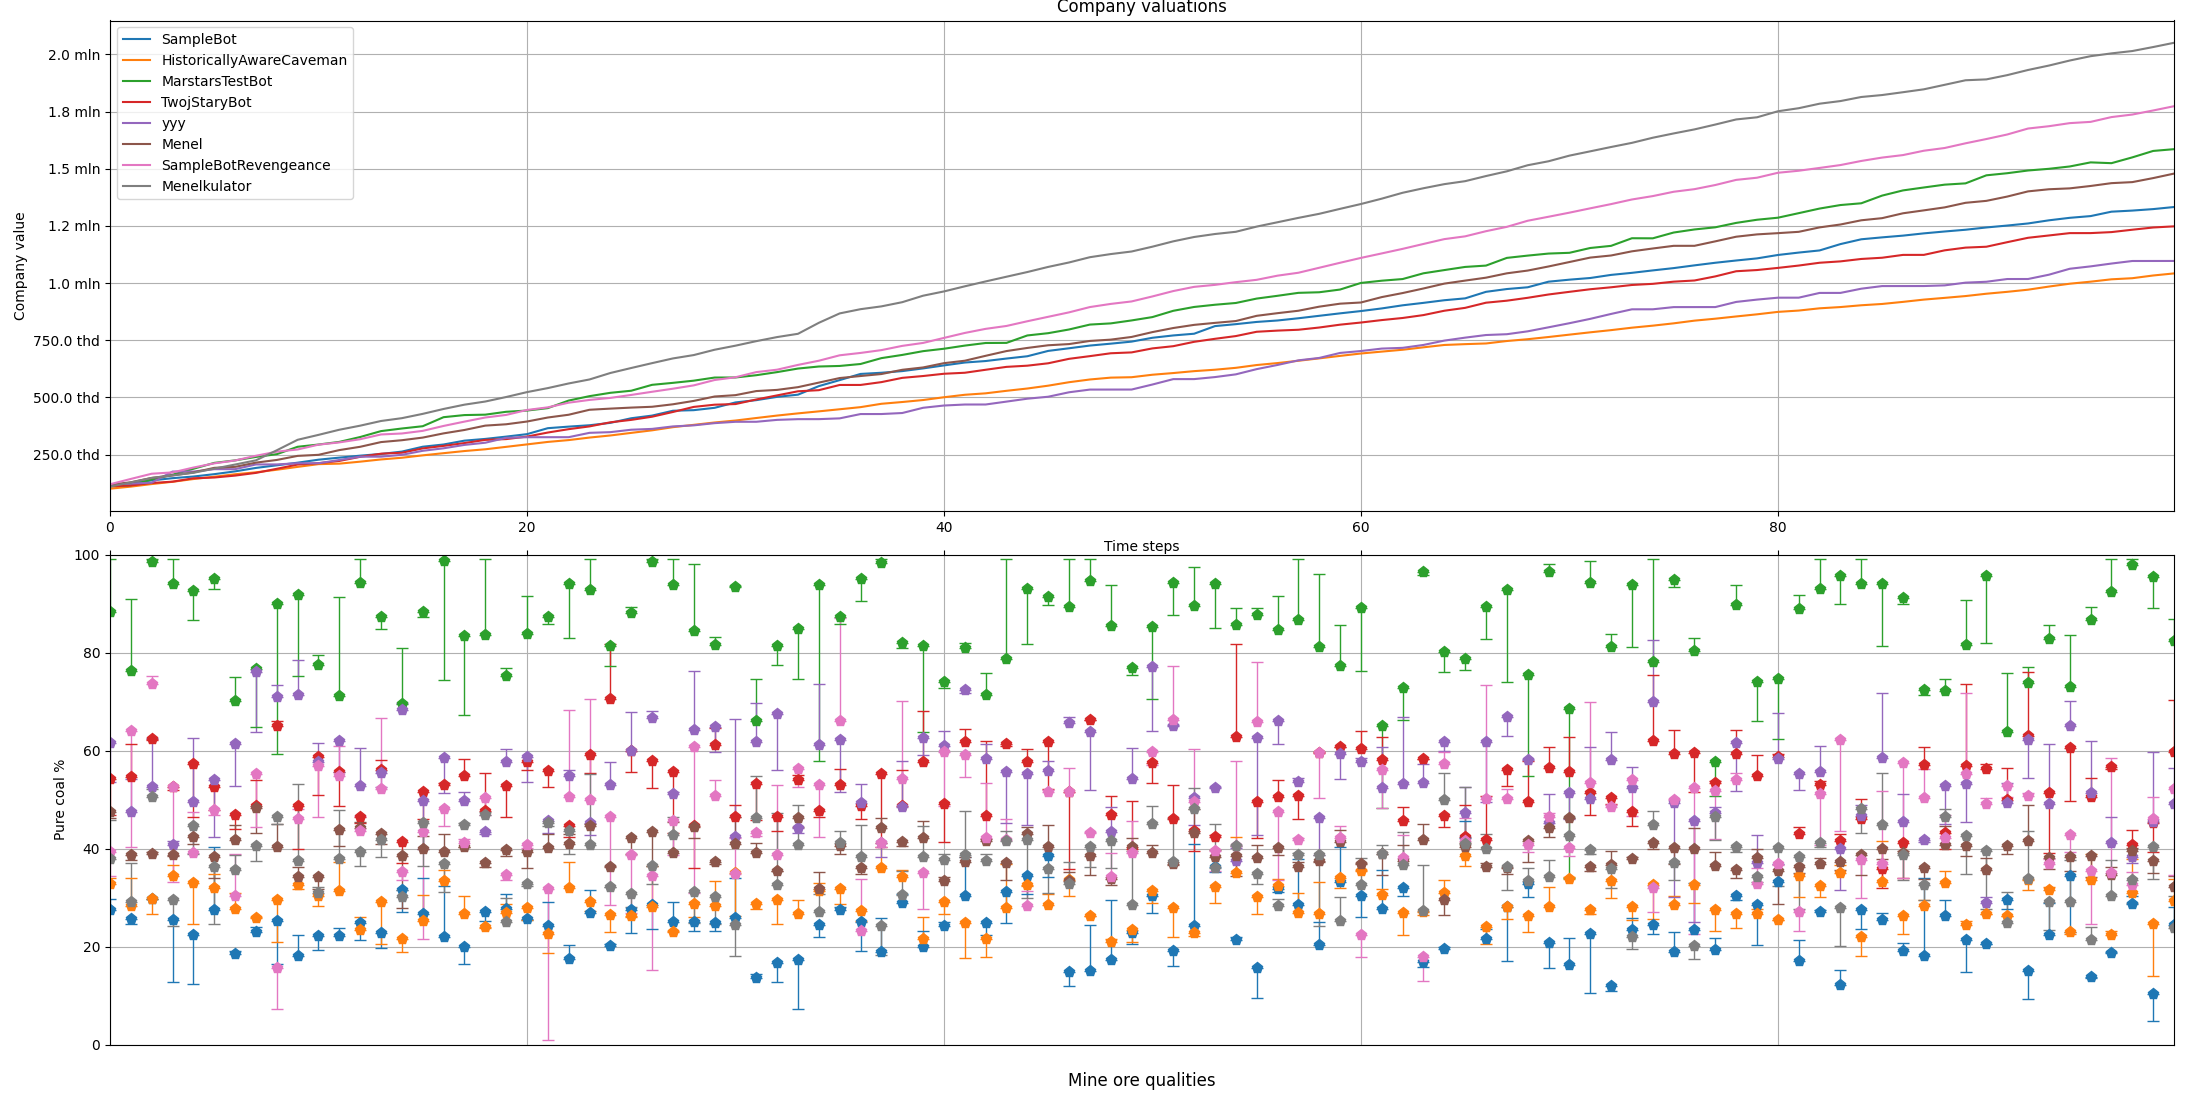 Company valuations
SampleBot
HistoricallyAwareCaveman
MarstarsTestBot
TwojStaryBot
yyy
Menel
SampleBotRevengeance
Menelkulator
2.0 mln
1.8 mln
1.5 mln
1.2 mln
1.0 mln
750.0 thd
500.0 thd
250.0 thd
Company value
0 20 40 60 80
Time steps
100
80
60
40
20
0
Pure coal %
Mine ore qualities